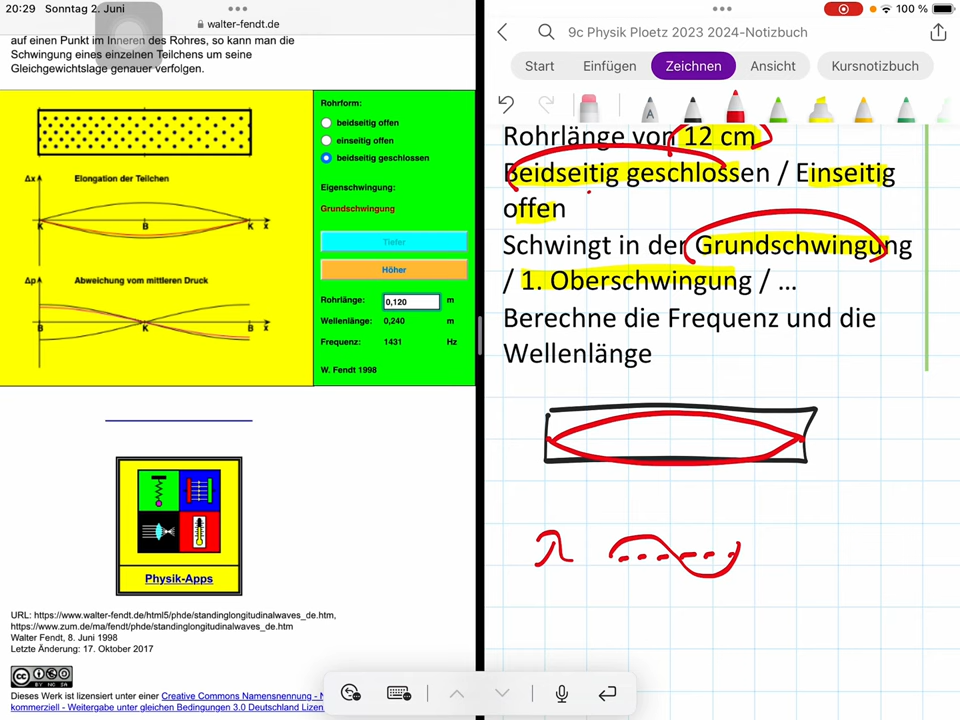 20:29 Sonntag 2. Juni
walter-fendt.de
100 %
auf einen Punkt im Inneren des Rohres, so kann man die
Schwingung eines einzelnen Teilchens um seine
Gleichgewichtslage genauer verfolgen.
Δx
Elongation der Teilchen
K
B
K
x
Δp
Abweichung vom mittleren Druck
B
K
B
x
Rohrform:
beidseitig offen
einseitig offen
beidseitig geschlossen
Eigenschwingung:
Grundschwingung
Tiefer
Höher
Rohrlänge: 0,120 m
Wellenlänge: 0,240 m
Frequenz: 1431 Hz
W. Fendt 1998
Physik-Apps
URL: https://www.walter-fendt.de/html5/phde/standinglongitudinalwaves_de.htm,
https://www.zum.de/ma/fendt/phde/standinglongitudinalwaves_de.htm
Walter Fendt, 8. Juni 1998
Letzte Änderung: 17. Oktober 2017
cc
BY NC SA
Dieses Werk ist lizensiert unter einer Creative Commons Namensnennung - N
kommerziell - Weitergabe unter gleichen Bedingungen 3.0 Deutschland Lizen
9c Physik Ploetz 2023 2024-Notizbuch
Start Einfügen Zeichnen Ansicht Kursnotizbuch
A
Rohrlänge von 12 cm
Beidseitig geschlossen / Einseitig
offen
Schwingt in der Grundschwingung
/ 1. Oberschwingung / ...
Berechne die Frequenz und die
Wellenlänge
λ